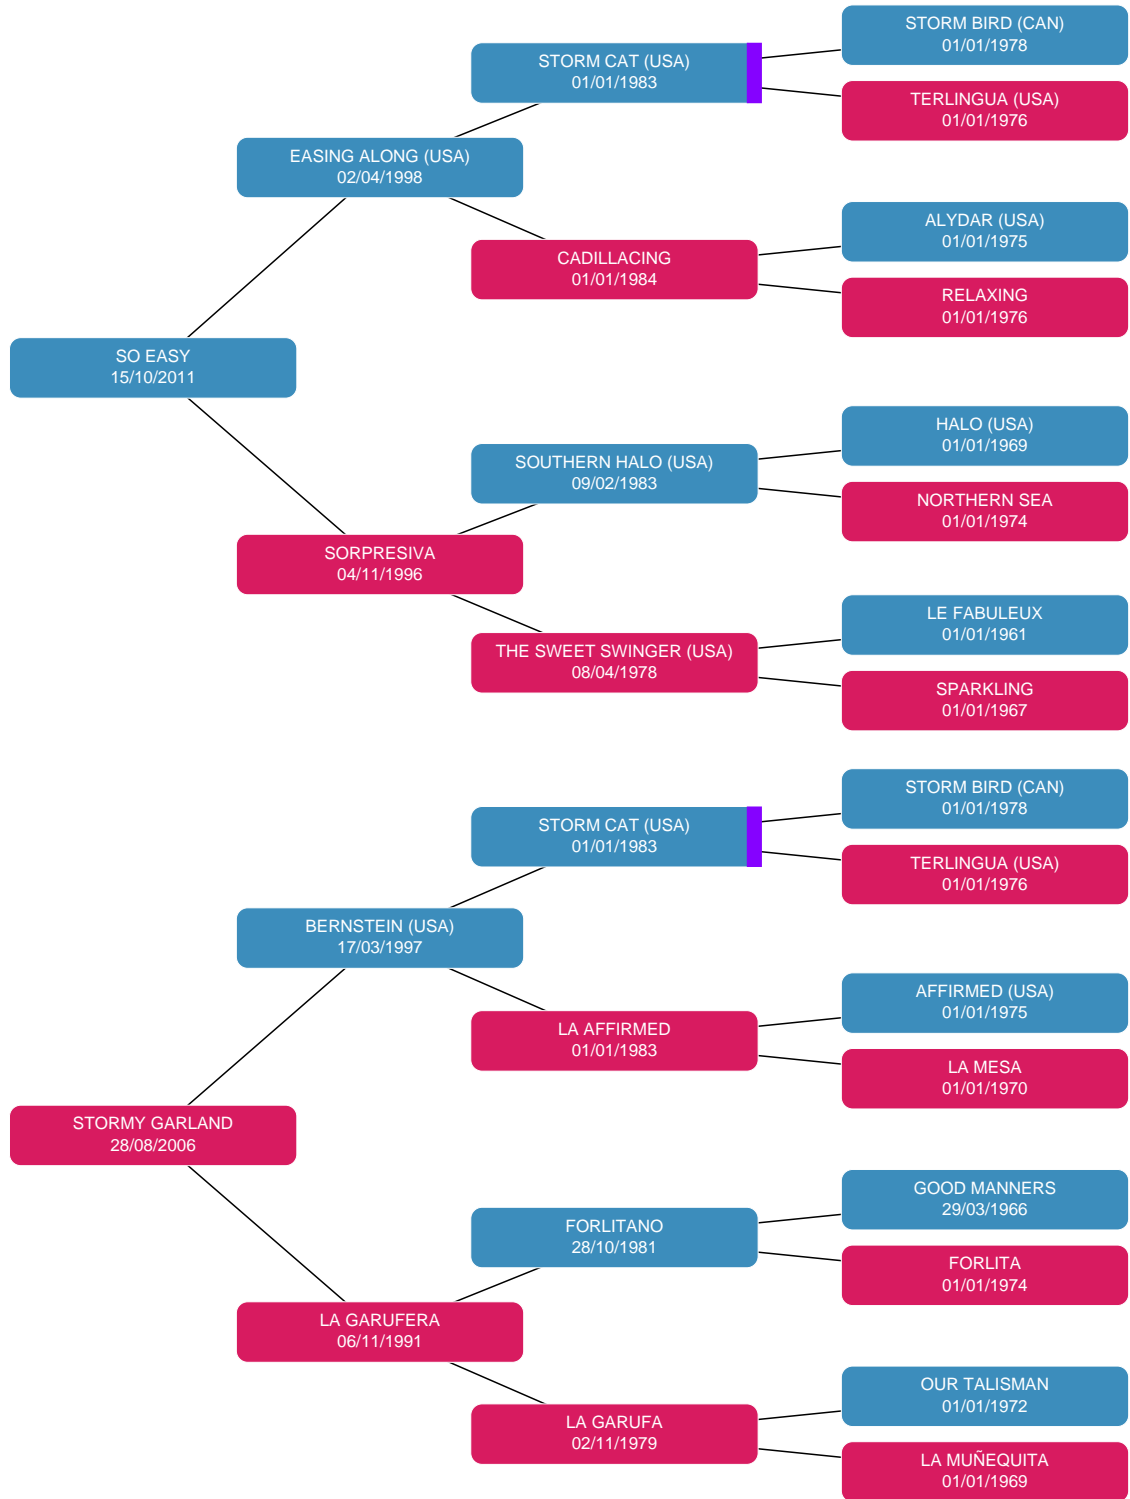 STORM BIRD (CAN)
01/01/1978
STORM CAT (USA)
01/01/1983
TERLINGUA (USA)
01/01/1976
EASING ALONG (USA)
02/04/1998
ALYDAR (USA)
01/01/1975
CADILLACING
01/01/1984
RELAXING
01/01/1976
SO EASY
15/10/2011
HALO (USA)
01/01/1969
SOUTHERN HALO (USA)
09/02/1983
NORTHERN SEA
01/01/1974
SORPRESIVA
04/11/1996
LE FABULEUX
01/01/1961
THE SWEET SWINGER (USA)
08/04/1978
SPARKLING
01/01/1967
STORM BIRD (CAN)
01/01/1978
STORM CAT (USA)
01/01/1983
TERLINGUA (USA)
01/01/1976
BERNSTEIN (USA)
17/03/1997
AFFIRMED (USA)
01/01/1975
LA AFFIRMED
01/01/1983
LA MESA
01/01/1970
STORMY GARLAND
28/08/2006
GOOD MANNERS
29/03/1966
FORLITANO
28/10/1981
FORLITA
01/01/1974
LA GARUFERA
06/11/1991
OUR TALISMAN
01/01/1972
LA GARUFA
02/11/1979
LA MUÑEQUITA
01/01/1969